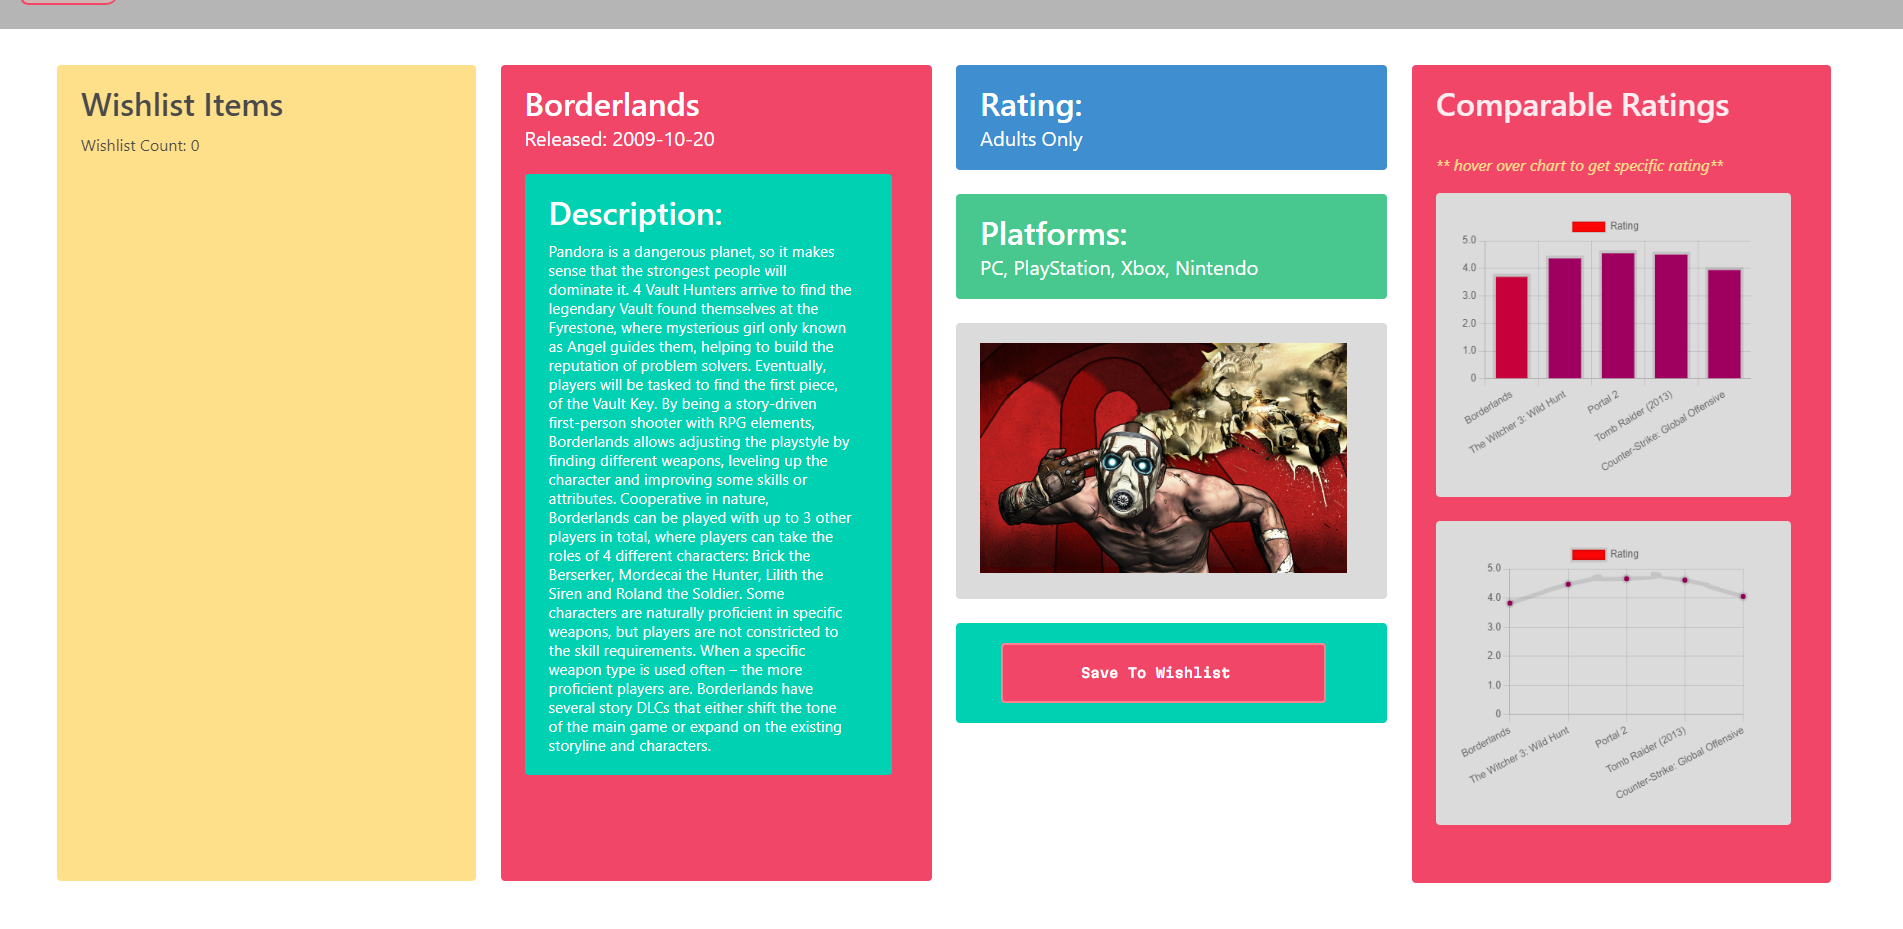 Wishlist Items
Wishlist Count: 0
Borderlands
Released: 2009-10-20
Description:
Pandora is a dangerous planet, so it makes
sense that the strongest people will
dominate it. 4 Vault Hunters arrive to find the
legendary Vault found themselves at the
Fyrestone, where mysterious girl only known
as Angel guides them, helping to build the
reputation of problem solvers. Eventually,
players will be tasked to find the first piece,
of the Vault Key. By being a story-driven
first-person shooter with RPG elements,
Borderlands allows adjusting the playstyle by
finding different weapons, leveling up the
character and improving some skills or
attributes. Cooperative in nature,
Borderlands can be played with up to 3 other
players in total, where players can take the
roles of 4 different characters: Brick the
Berserker, Mordecai the Hunter, Lilith the
Siren and Roland the Soldier. Some
characters are naturally proficient in specific
weapons, but players are not constricted to
the skill requirements. When a specific
weapon type is used often – the more
proficient players are. Borderlands have
several story DLCs that either shift the tone
of the main game or expand on the existing
storyline and characters.
Rating:
Adults Only
Platforms:
PC, PlayStation, Xbox, Nintendo
Save To Wishlist
Comparable Ratings
** hover over chart to get specific rating**
Rating
5.0
4.0
3.0
2.0
1.0
0
Borderlands
The Witcher 3: Wild Hunt
Portal 2
Tomb Raider (2013)
Counter-Strike: Global Offensive
Rating
5.0
4.0
3.0
2.0
1.0
0
Borderlands
The Witcher 3: Wild Hunt
Portal 2
Tomb Raider (2013)
Counter-Strike: Global Offensive